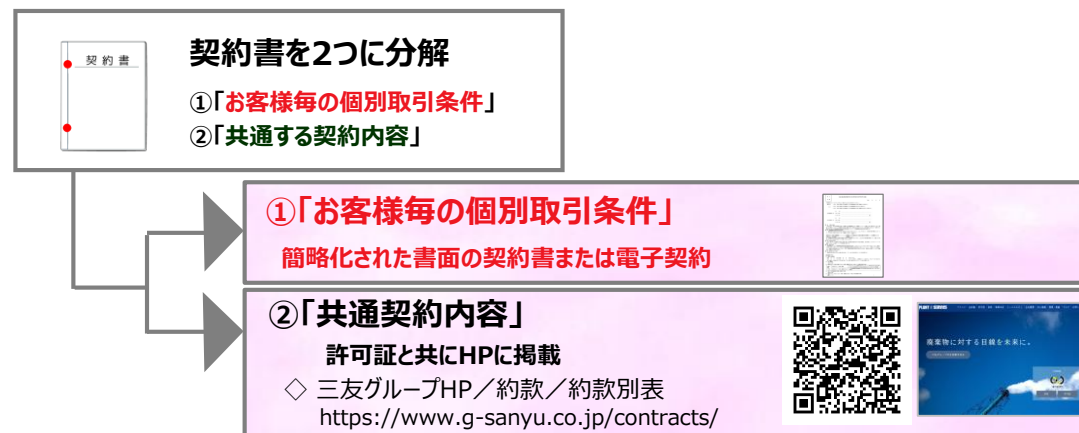 契約書
契約書を2つに分解
①「お客様毎の個別取引条件」
②「共通する契約内容」
①「お客様毎の個別取引条件」
簡略化された書面の契約書または電子契約
②「共通契約内容」
許可証と共にHPに掲載
◇ 三友グループHP／約款／約款別表
https://www.g-sanyu.co.jp/contracts/
廃棄物に対する目線を未来に。